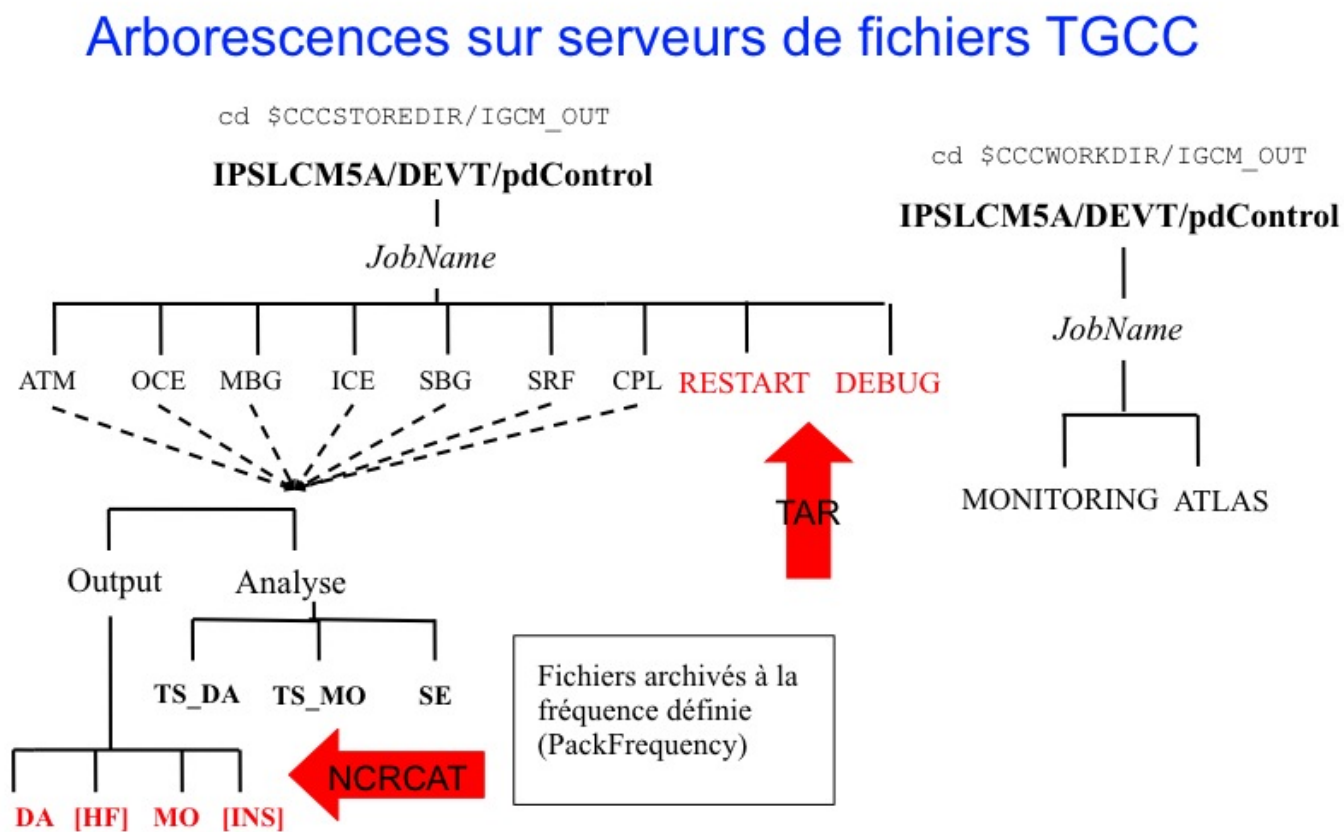 Arborescences sur serveurs de fichiers TGCC
cd $CCCSTOREDIR/IGCM_OUT
IPSLCM5A/DEVT/pdControl
JobName
ATM OCE MBG ICE SBG SRF CPL RESTART DEBUG
TAR
Output Analyse
TS_DA TS_MO SE
NCRCAT
DA [HF] MO [INS]
Fichiers archivés à la
fréquence définie
(PackFrequency)
cd $CCCWORKDIR/IGCM_OUT
IPSLCM5A/DEVT/pdControl
JobName
MONITORING ATLAS